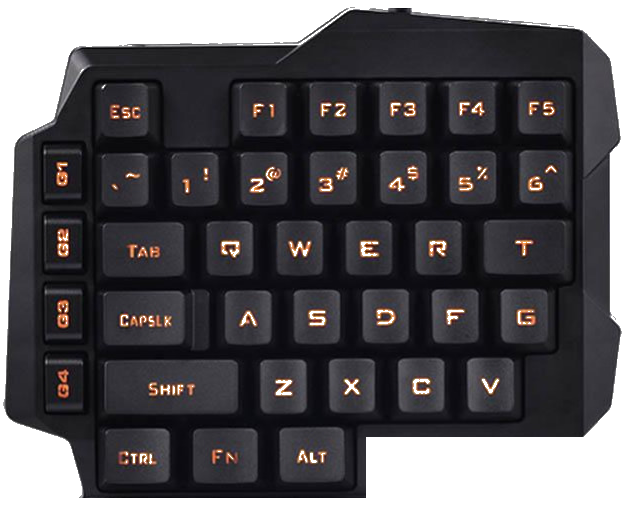 Esc F1 F2 F3 F4 F5
G1 ` ~ 1 ! 2 @ 3 # 4 $ 5 % 6 ^
G2 Tab Q W E R T
G3 CapsLk A S D F G
G4 Shift Z X C V
Ctrl Fn Alt